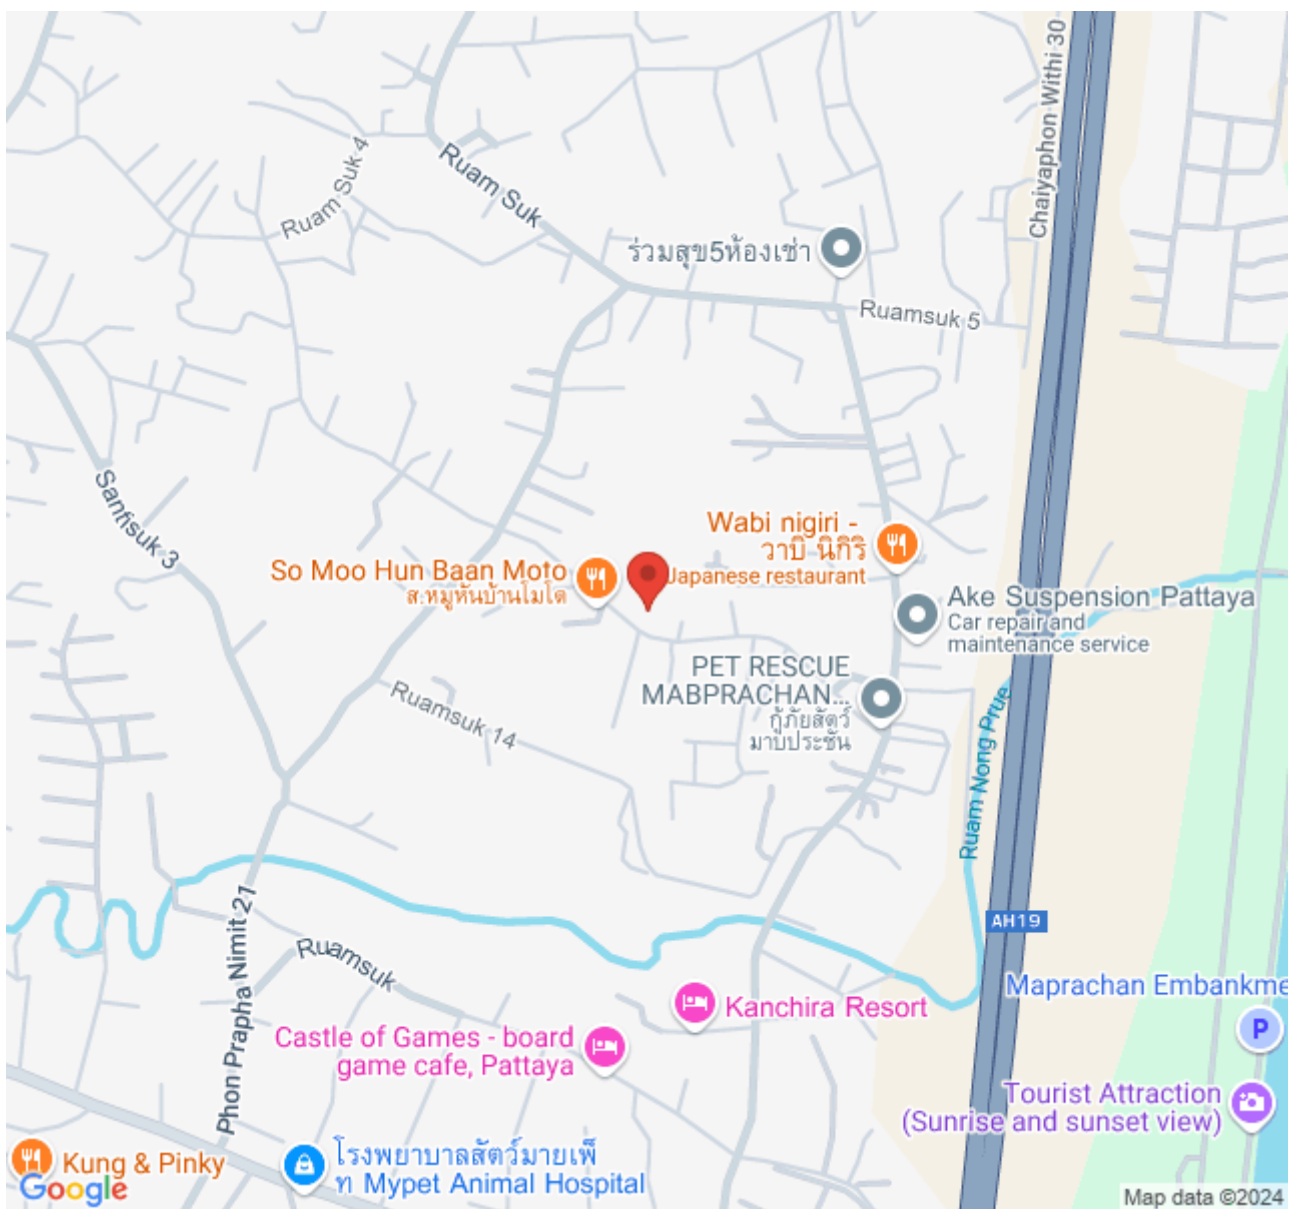 Chaiyaphon Withi 30
Ruam Suk 4
Ruam Suk
ร่วมสุข5ห้องเช่า
Ruamsuk 5
Santisuk 3
Wabi nigiri -
วาบิ นิกิริ
Japanese restaurant
So Moo Hun Baan Moto
ส.หมูหันบ้านโมโต
Ake Suspension Pattaya
Car repair and
maintenance service
PET RESCUE
MABPRACHAN...
กู้ภัยสัตว์
มาบประชัน
Ruamsuk 14
Ruam Nong Prue
Phon Prapha Nimit 21
AH19
Ruamsuk
Maprachan Embankme
P
Kanchira Resort
Castle of Games - board
game cafe, Pattaya
Tourist Attraction
(Sunrise and sunset view)
Kung & Pinky
โรงพยาบาลสัตว์มายเพ็
ท Mypet Animal Hospital
Google
Map data ©2024